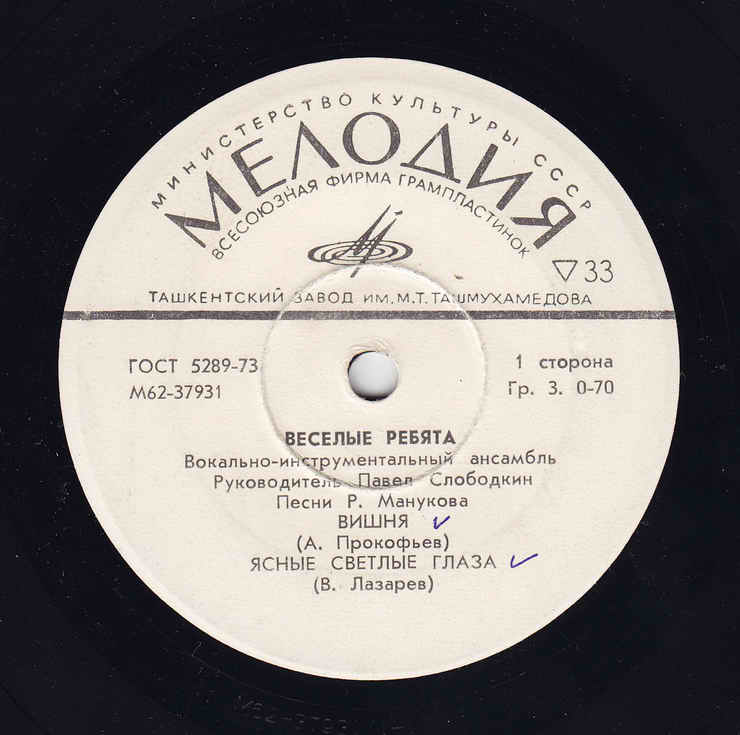 МИНИСТЕРСТВО КУЛЬТУРЫ СССР
МЕЛОДИЯ
ВСЕСОЮЗНАЯ ФИРМА ГРАМПЛАСТИНОК
▽33
ТАШКЕНТСКИЙ ЗАВОД ИМ. М.Т. ТАШМУХАМЕДОВА
ГОСТ 5289-73
М62-37931
1 сторона
Гр. 3. 0-70
ВЕСЕЛЫЕ РЕБЯТА
Вокально-инструментальный ансамбль
Руководитель Павел Слободкин
Песни Р. Манукова
ВИШНЯ ✓
(А. Прокофьев)
ЯСНЫЕ СВЕТЛЫЕ ГЛАЗА ✓
(В. Лазарев)